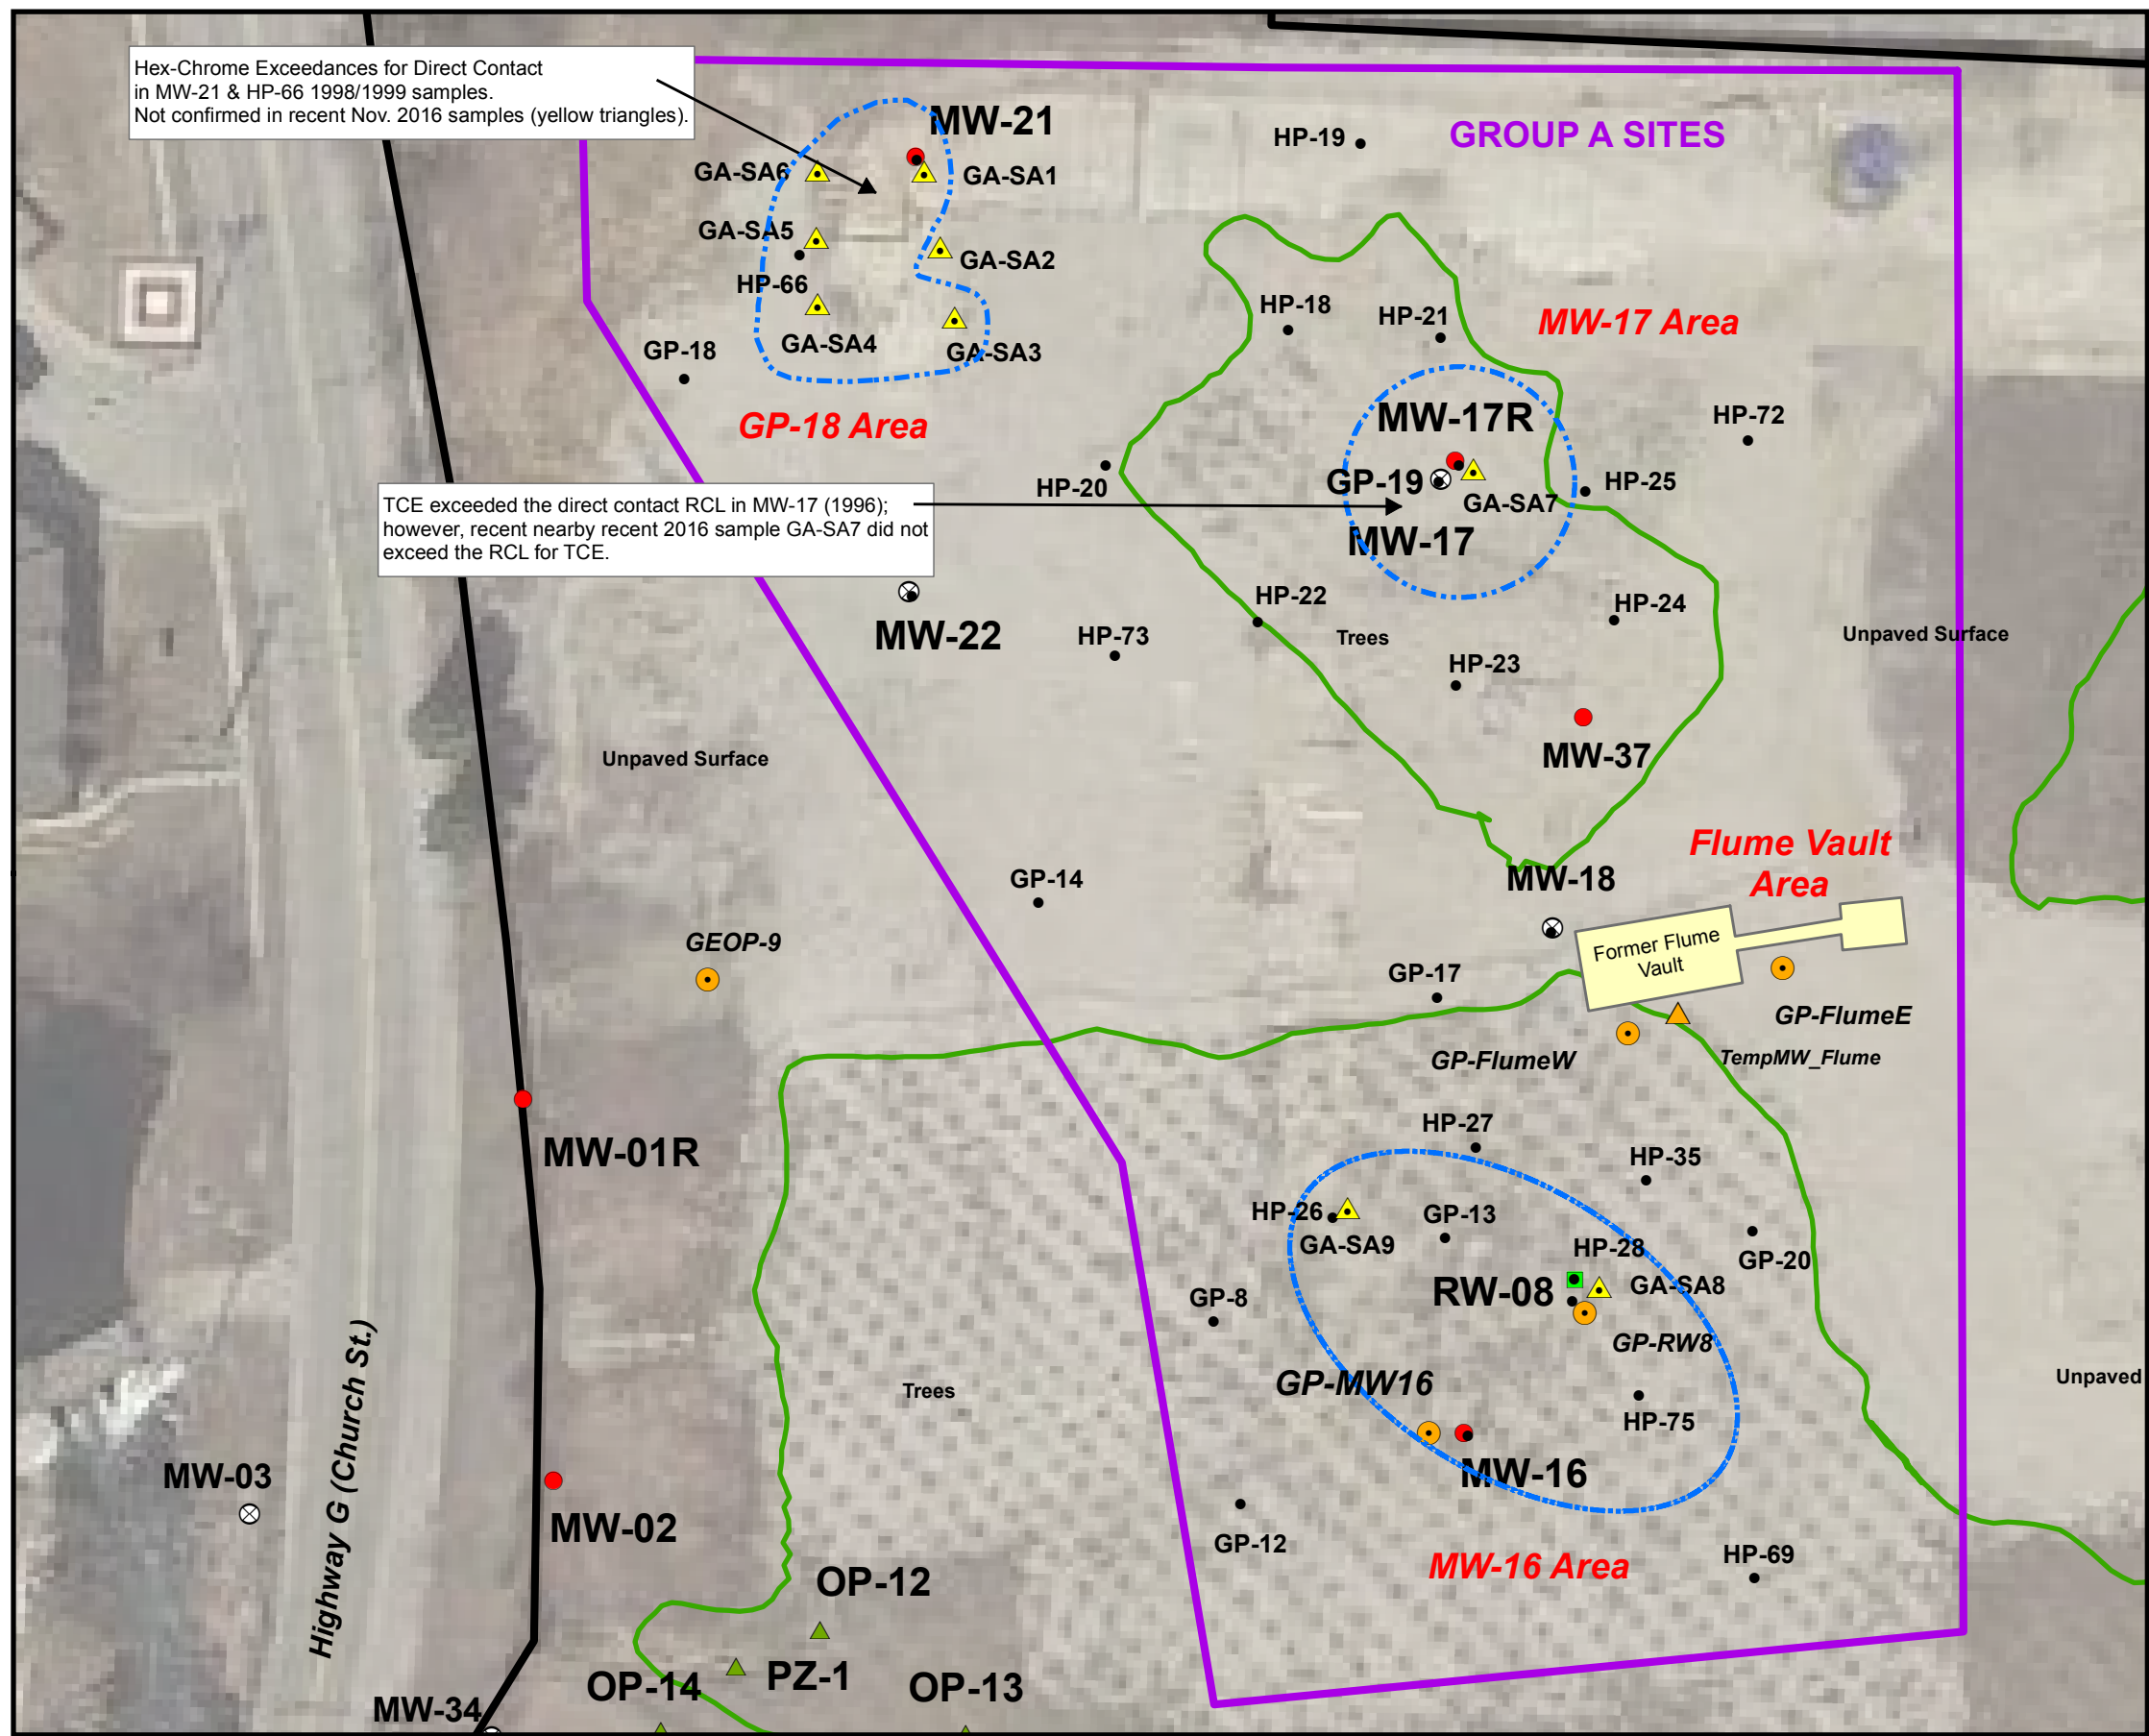 Hex-Chrome Exceedances for Direct Contact
in MW-21 & HP-66 1998/1999 samples.
Not confirmed in recent Nov. 2016 samples (yellow triangles).
MW-21
HP-19
GROUP A SITES
GA-SA6
GA-SA1
GA-SA5
GA-SA2
HP-66
HP-18
HP-21
MW-17 Area
GA-SA4
GA-SA3
GP-18
GP-18 Area
MW-17R
HP-72
HP-20
GP-19
HP-25
GA-SA7
TCE exceeded the direct contact RCL in MW-17 (1996);
however, recent nearby recent 2016 sample GA-SA7 did not
exceed the RCL for TCE.
MW-17
HP-22
HP-24
MW-22
HP-73
Trees
Unpaved Surface
HP-23
Unpaved Surface
MW-37
Flume Vault
Area
GP-14
MW-18
GEOP-9
Former Flume
Vault
GP-17
GP-FlumeE
GP-FlumeW
TempMW_Flume
HP-27
MW-01R
HP-35
HP-26
GP-13
GA-SA9
HP-28
GP-20
RW-08
GA-SA8
GP-8
GP-RW8
GP-MW16
Trees
Unpaved
HP-75
MW-03
MW-16
Highway G (Church St.)
MW-02
GP-12
MW-16 Area
HP-69
OP-12
PZ-1
OP-14
OP-13
MW-34